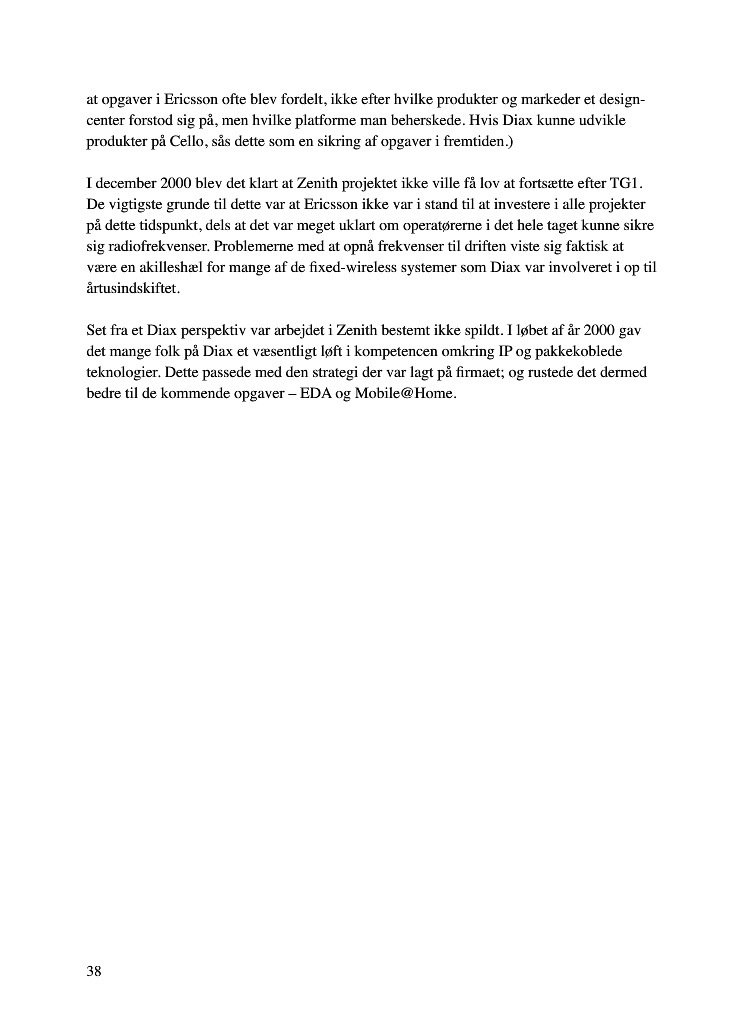 at opgaver i Ericsson ofte blev fordelt, ikke efter hvilke produkter og markeder et design-
center forstod sig på, men hvilke platforme man beherskede. Hvis Diax kunne udvikle
produkter på Cello, sås dette som en sikring af opgaver i fremtiden.)
I december 2000 blev det klart at Zenith projektet ikke ville få lov at fortsætte efter TG1.
De vigtigste grunde til dette var at Ericsson ikke var i stand til at investere i alle projekter
på dette tidspunkt, dels at det var meget uklart om operatørerne i det hele taget kunne sikre
sig radiofrekvenser. Problemerne med at opnå frekvenser til driften viste sig faktisk at
være en akilleshæl for mange af de fixed-wireless systemer som Diax var involveret i op til
årtusindskiftet.
Set fra et Diax perspektiv var arbejdet i Zenith bestemt ikke spildt. I løbet af år 2000 gav
det mange folk på Diax et væsentligt løft i kompetencen omkring IP og pakkekoblede
teknologier. Dette passede med den strategi der var lagt på firmaet; og rustede det dermed
bedre til de kommende opgaver – EDA og Mobile@Home.
38